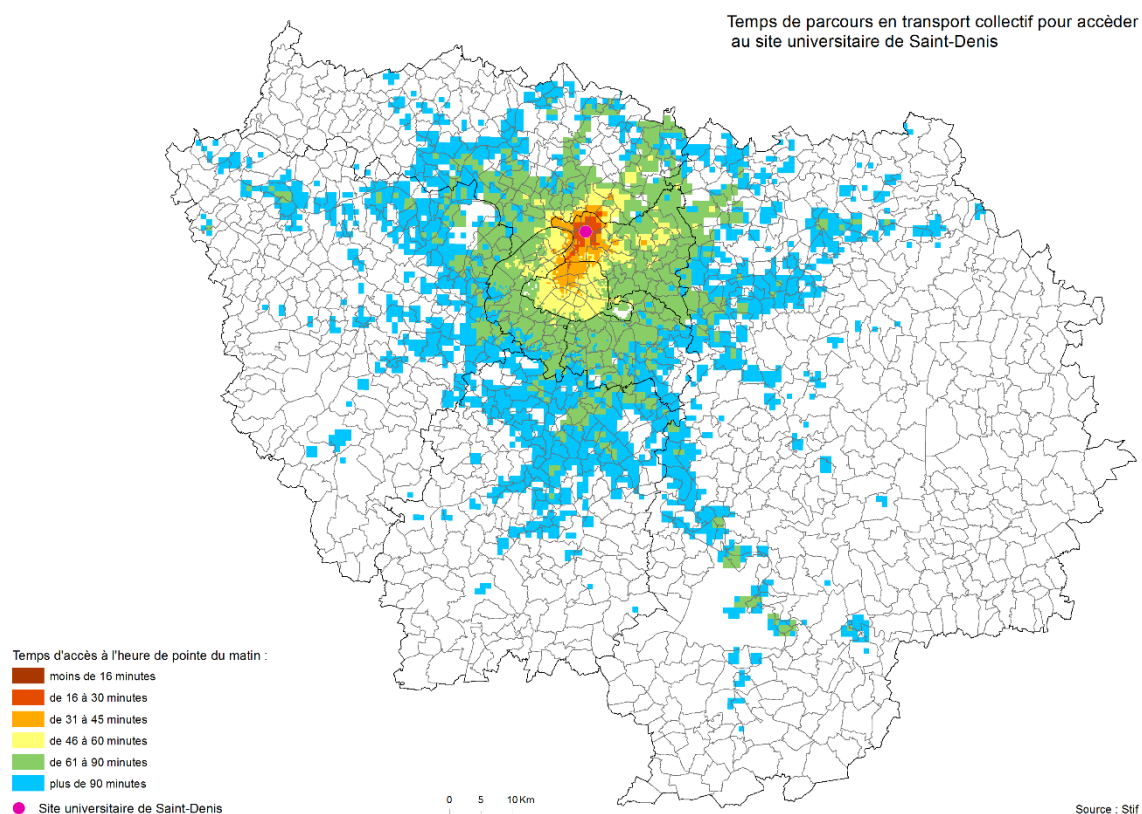 Temps de parcours en transport collectif pour accèder
au site universitaire de Saint-Denis
Temps d'accès à l'heure de pointe du matin :
moins de 16 minutes
de 16 à 30 minutes
de 31 à 45 minutes
de 46 à 60 minutes
de 61 à 90 minutes
plus de 90 minutes
Site universitaire de Saint-Denis
0 5 10 Km
Source : Stif